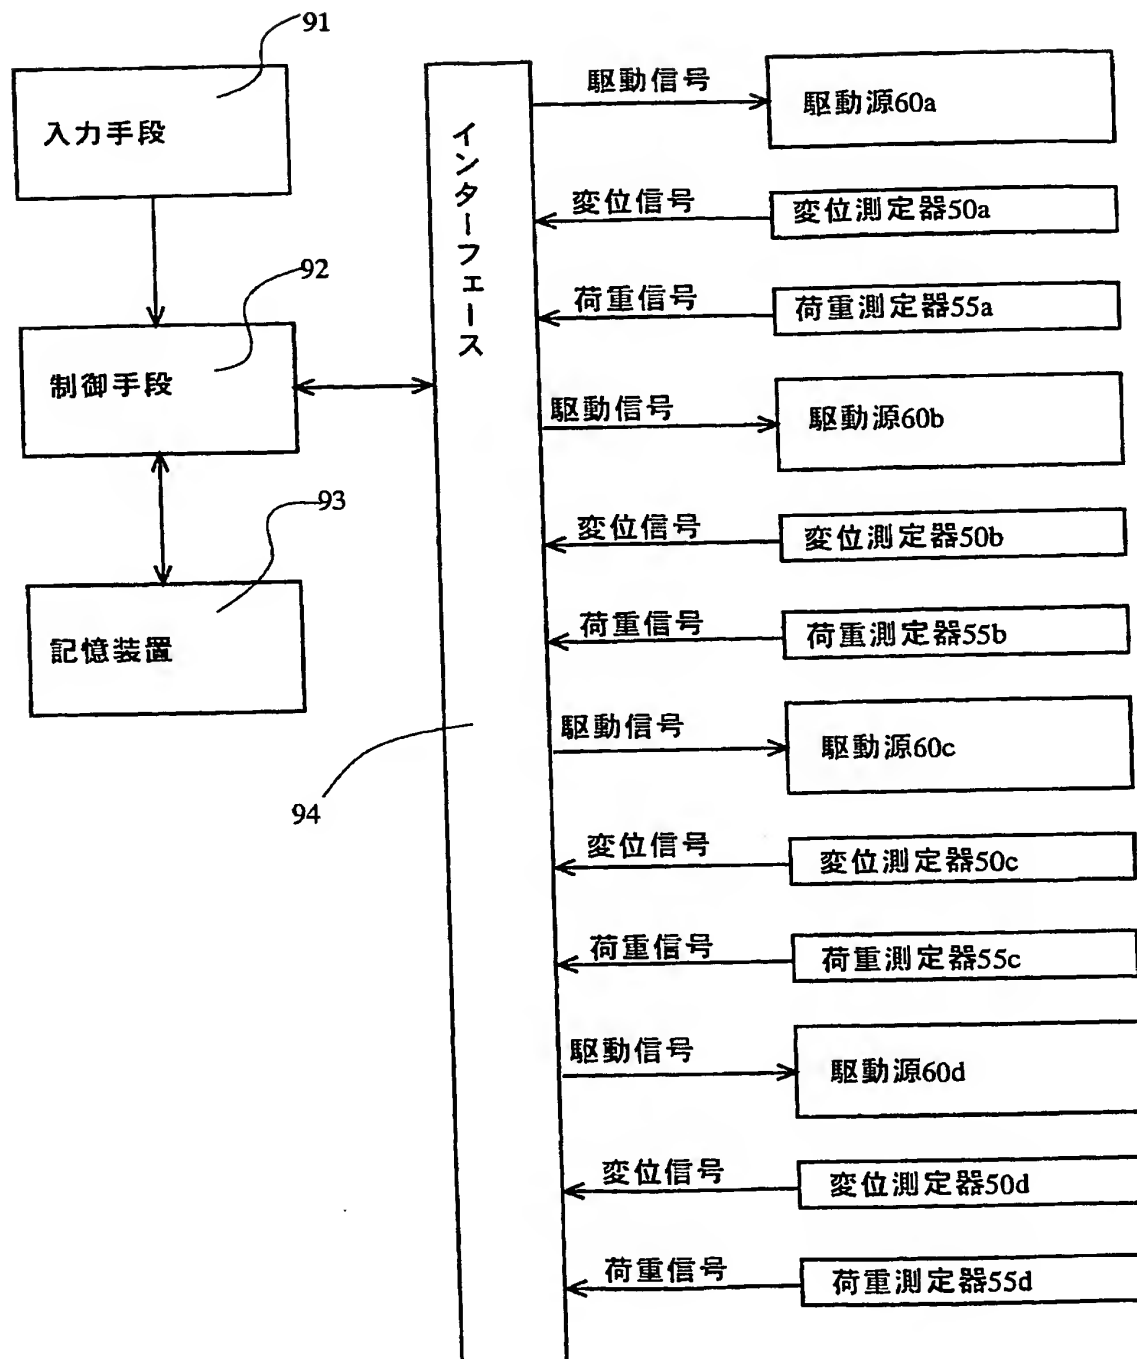 91
入力手段
92
制御手段
93
記憶装置
インターフェース
94
駆動信号
駆動源60a
変位信号
変位測定器50a
荷重信号
荷重測定器55a
駆動信号
駆動源60b
変位信号
変位測定器50b
荷重信号
荷重測定器55b
駆動信号
駆動源60c
変位信号
変位測定器50c
荷重信号
荷重測定器55c
駆動信号
駆動源60d
変位信号
変位測定器50d
荷重信号
荷重測定器55d